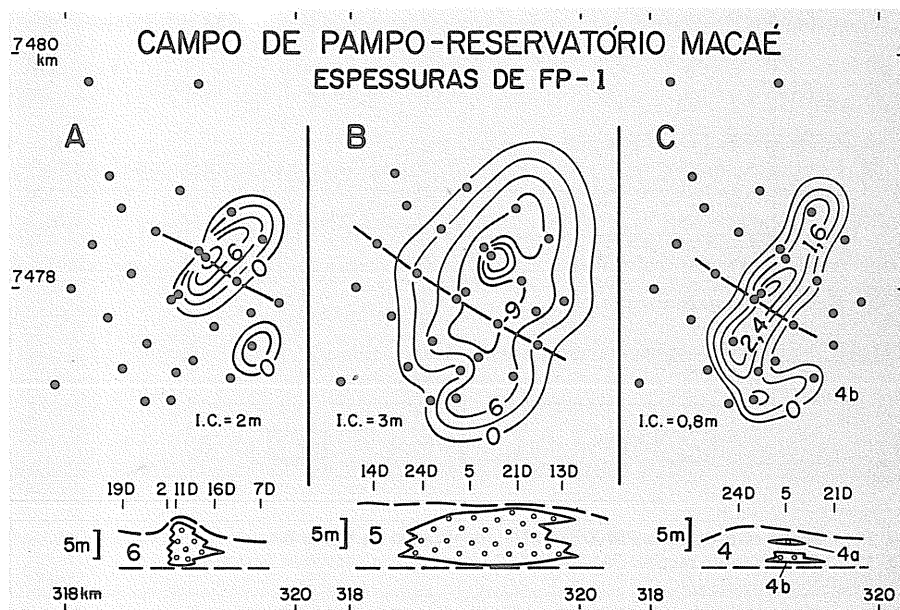 7480
km
CAMPO DE PAMPO-RESERVATÓRIO MACAÉ
ESPESSURAS DE FP-I
A
B
C
7478
6
0
0
9
6
0
1,6
2,4
0
4b
I.C.=2m
I.C.=3m
I.C.=0,8m
19D 2 11D 16D 7D
14D 24D 5 21D 13D
24D 5 21D
5m 6
5m 5
5m 4 4a
4b
318km 320 318 320 318 320